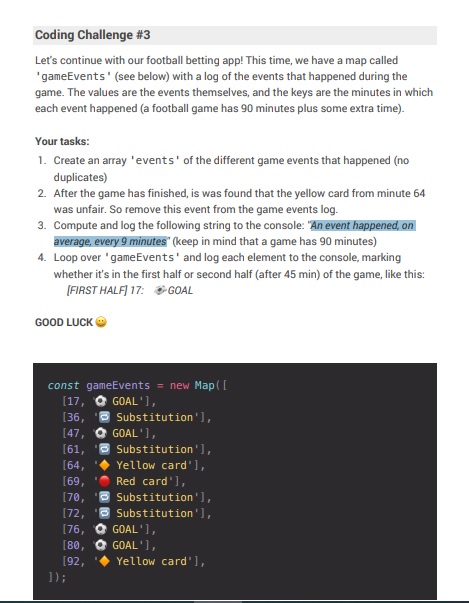 Coding Challenge #3
Let's continue with our football betting app! This time, we have a map called
'gameEvents' (see below) with a log of the events that happened during the
game. The values are the events themselves, and the keys are the minutes in which
each event happened (a football game has 90 minutes plus some extra time).
Your tasks:
1. Create an array 'events' of the different game events that happened (no
duplicates)
2. After the game has finished, is was found that the yellow card from minute 64
was unfair. So remove this event from the game events log.
3. Compute and log the following string to the console: "An event happened, on
average, every 9 minutes" (keep in mind that a game has 90 minutes)
4. Loop over 'gameEvents' and log each element to the console, marking
whether it's in the first half or second half (after 45 min) of the game, like this:
[FIRST HALF] 17: ⚽ GOAL
GOOD LUCK 😀
const gameEvents = new Map([
[17, '⚽ GOAL'],
[36, '🔁 Substitution'],
[47, '⚽ GOAL'],
[61, '🔁 Substitution'],
[64, '🔶 Yellow card'],
[69, '🔴 Red card'],
[70, '🔁 Substitution'],
[72, '🔁 Substitution'],
[76, '⚽ GOAL'],
[80, '⚽ GOAL'],
[92, '🔶 Yellow card'],
]);